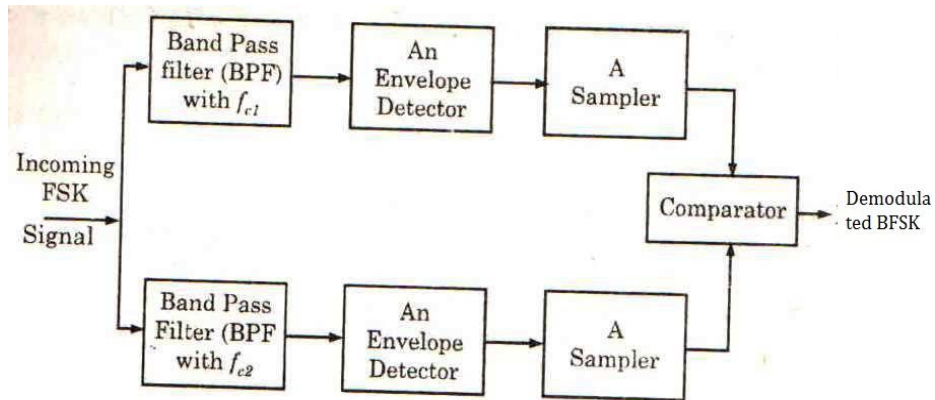 Band Pass
filter (BPF)
with fc1
An
Envelope
Detector
A
Sampler
Incoming
FSK
Signal
Comparator
Demodula
ted BFSK
Band Pass
Filter (BPF
with fc2
An
Envelope
Detector
A
Sampler